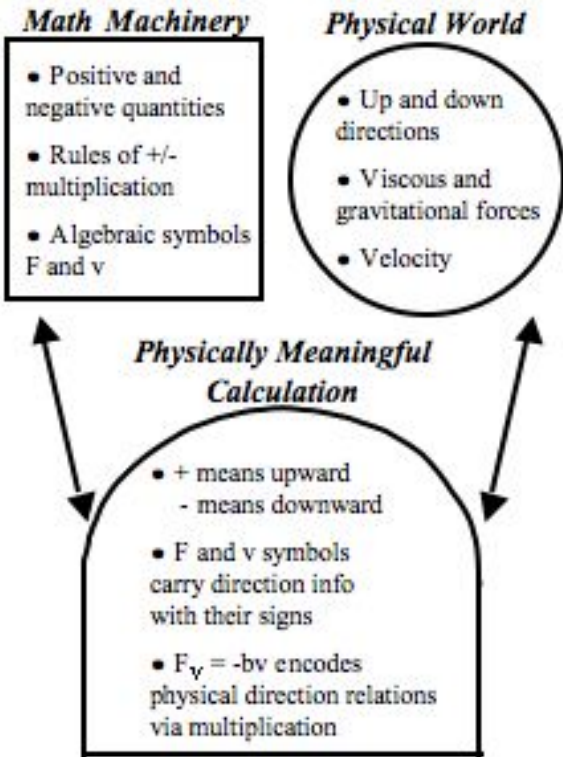 Math Machinery
• Positive and
negative quantities
• Rules of +/-
multiplication
• Algebraic symbols
F and v
Physical World
• Up and down
directions
• Viscous and
gravitational forces
• Velocity
Physically Meaningful
Calculation
• + means upward
- means downward
• F and v symbols
carry direction info
with their signs
• Fᵥ = -bv encodes
physical direction relations
via multiplication